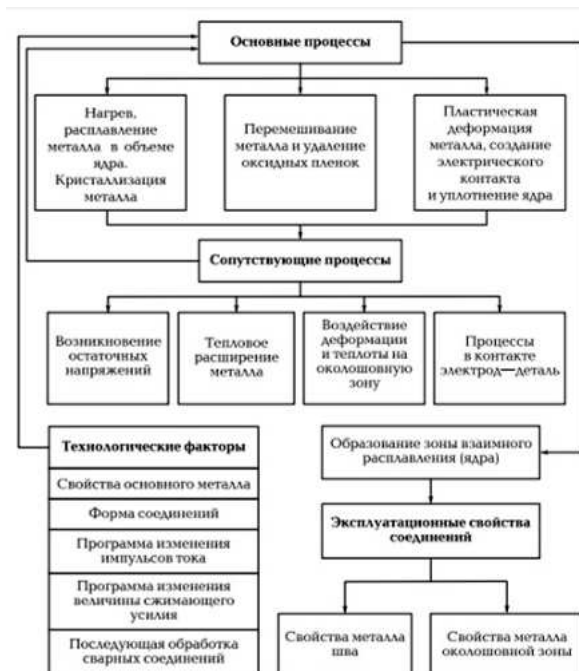 Основные процессы
Нагрев,
расплавление
металла в объеме
ядра.
Кристаллизация
металла
Перемешивание
металла и удаление
оксидных пленок
Пластическая
деформация
металла, создание
электрического
контакта
и уплотнение ядра
Сопутствующие процессы
Возникновение
остаточных
напряжений
Тепловое
расширение
металла
Воздействие
деформации
и теплоты на
околошовную
зону
Процессы
в контакте
электрод—деталь
Технологические факторы
Свойства основного металла
Форма соединений
Программа изменения
импульсов тока
Программа изменения
величины сжимающего
усилия
Последующая обработка
сварных соединений
Образование зоны взаимного
расплавления (ядра)
Эксплуатационные свойства
соединений
Свойства металла
шва
Свойства металла
околошовной зоны